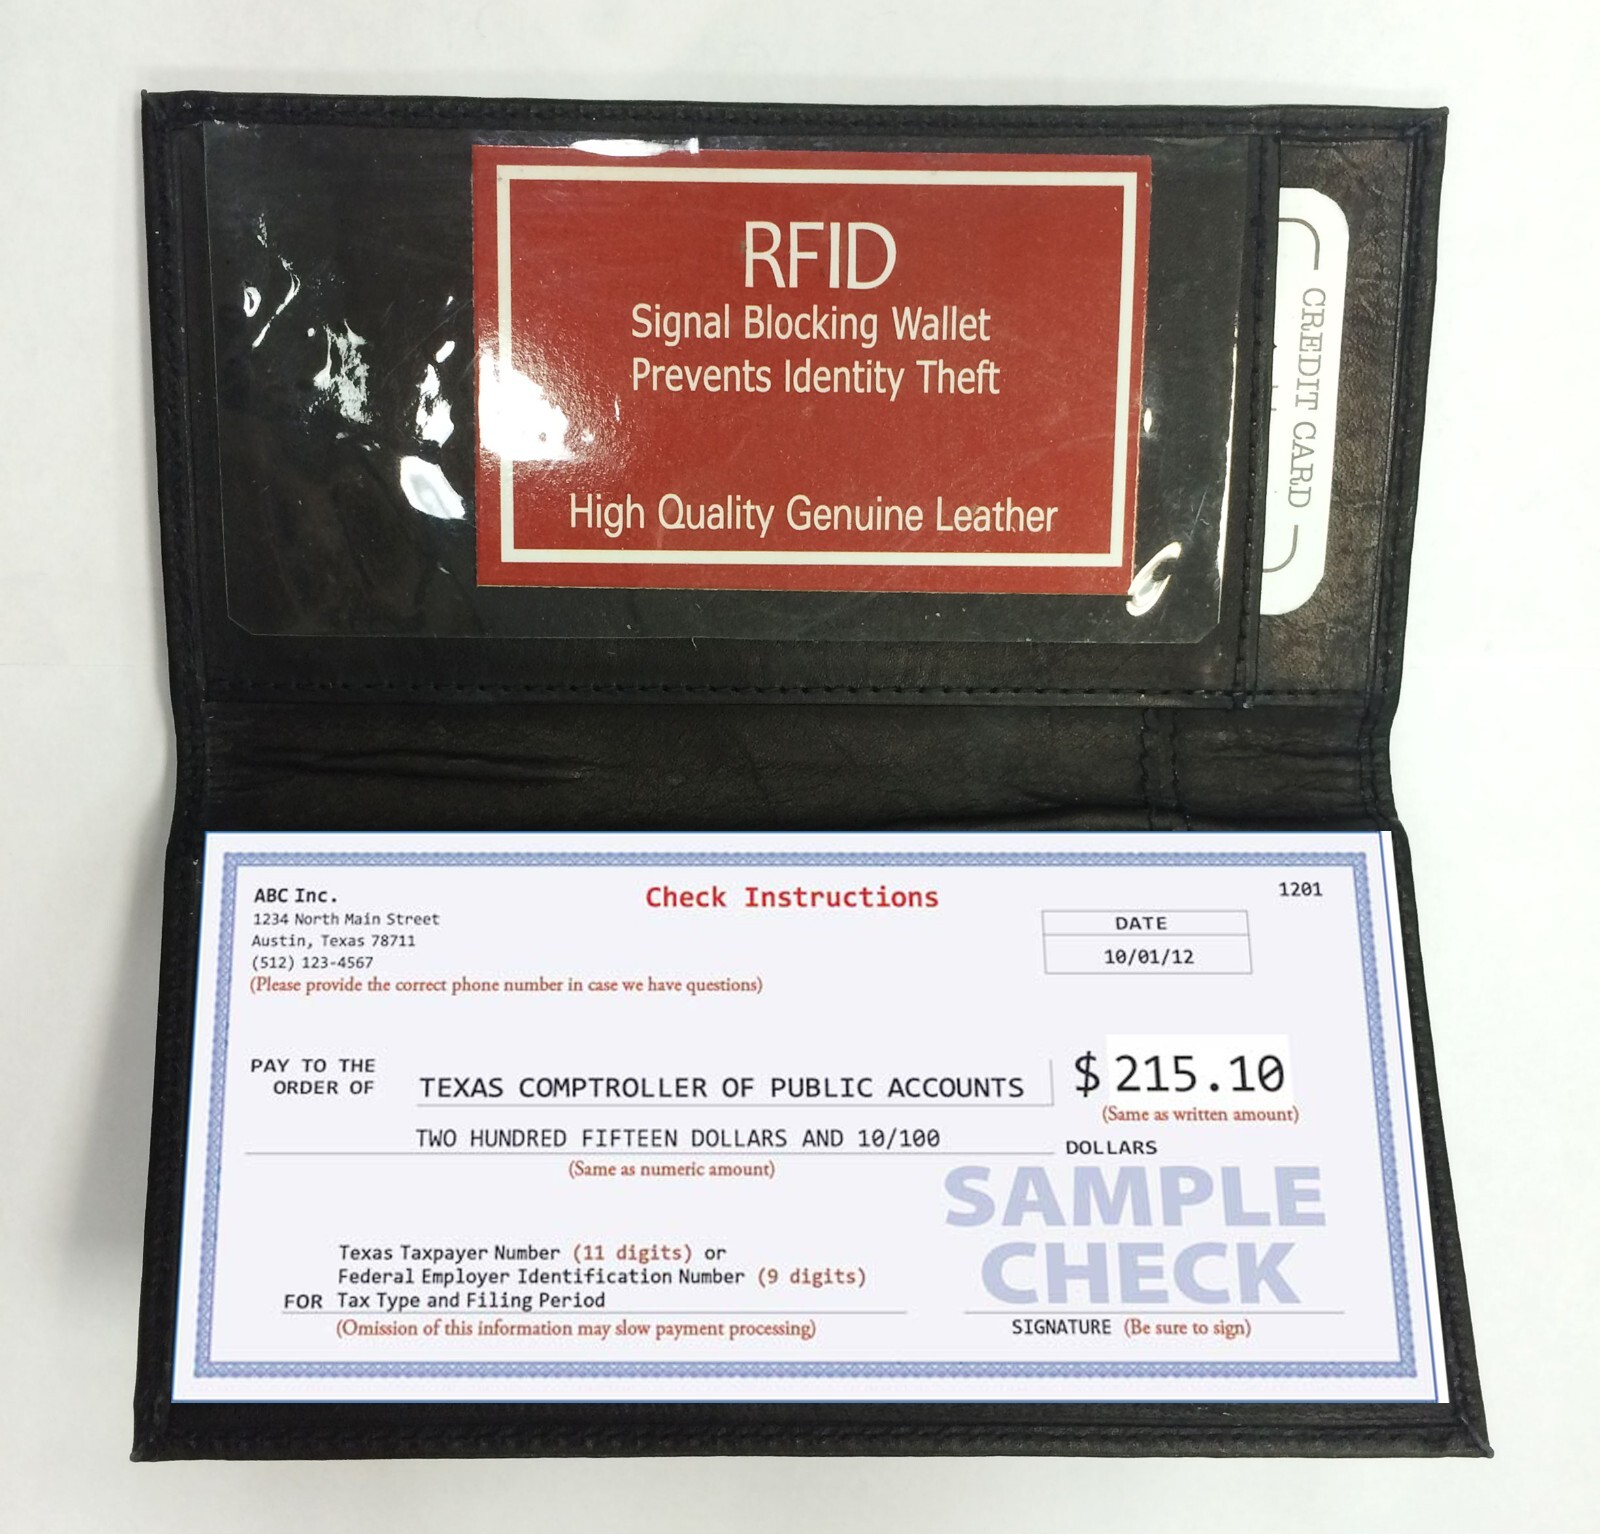 RFID
Signal Blocking Wallet
Prevents Identity Theft
High Quality Genuine Leather
CREDIT CARD
ABC Inc.
1234 North Main Street
Austin, Texas 78711
(512) 123-4567
(Please provide the correct phone number in case we have questions)
Check Instructions
1201
DATE
10/01/12
PAY TO THE
ORDER OF
TEXAS COMPTROLLER OF PUBLIC ACCOUNTS
$ 215.10
(Same as written amount)
TWO HUNDRED FIFTEEN DOLLARS AND 10/100
DOLLARS
(Same as numeric amount)
SAMPLE
CHECK
Texas Taxpayer Number (11 digits) or
Federal Employer Identification Number (9 digits)
FOR Tax Type and Filing Period
(Omission of this information may slow payment processing)
SIGNATURE (Be sure to sign)